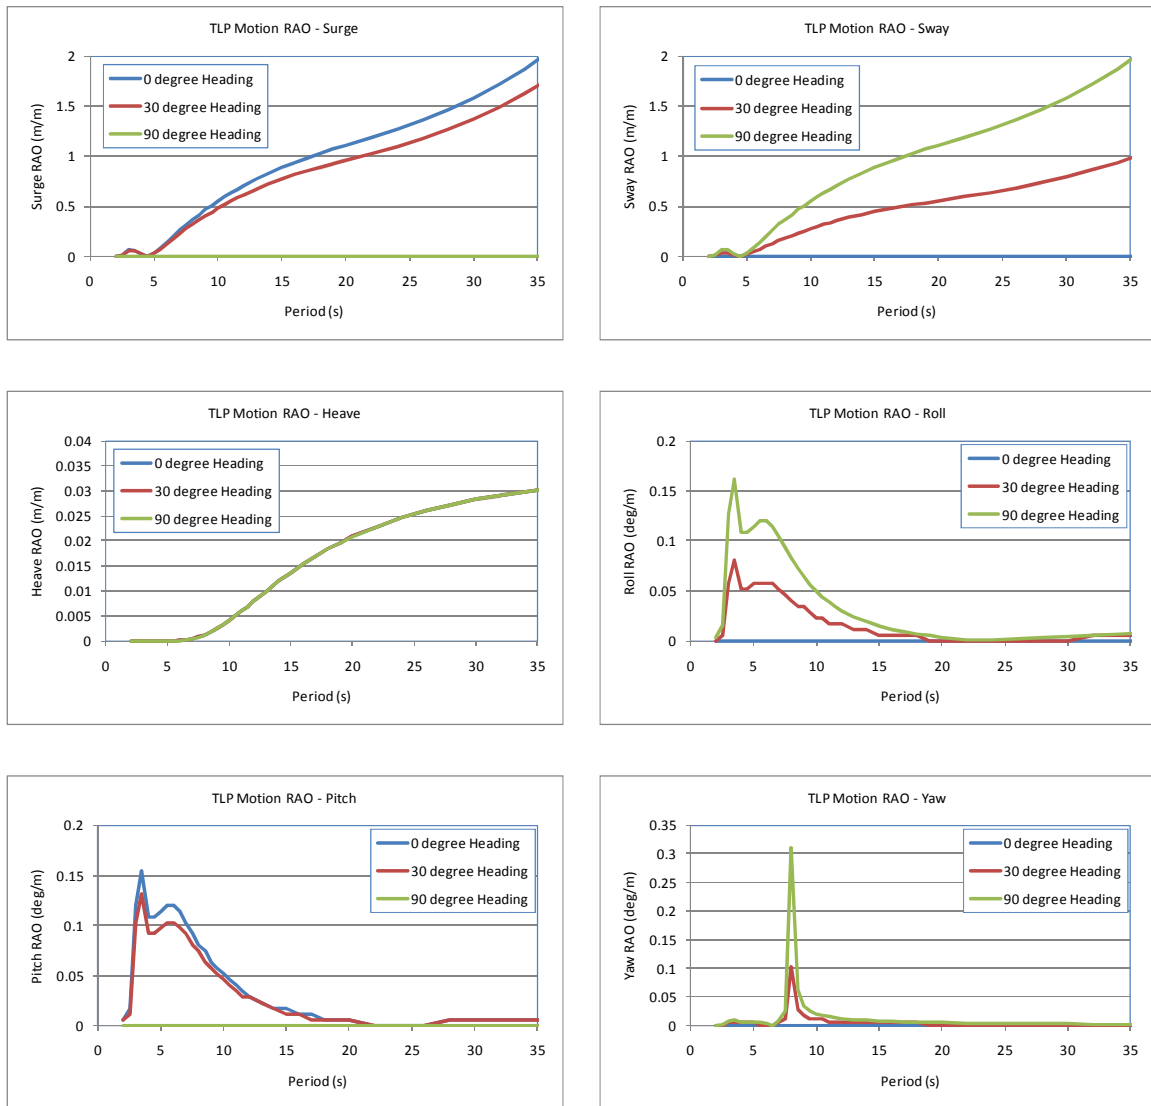 TLP Motion RAO - Surge
Surge RAO (m/m)
2
1.5
1
0.5
0
0 degree Heading
30 degree Heading
90 degree Heading
0 5 10 15 20 25 30 35
Period (s)
TLP Motion RAO - Sway
Sway RAO (m/m)
2
1.5
1
0.5
0
0 degree Heading
30 degree Heading
90 degree Heading
0 5 10 15 20 25 30 35
Period (s)
TLP Motion RAO - Heave
Heave RAO (m/m)
0.04
0.035
0.03
0.025
0.02
0.015
0.01
0.005
0
0 degree Heading
30 degree Heading
90 degree Heading
0 5 10 15 20 25 30 35
Period (s)
TLP Motion RAO - Roll
Roll RAO (deg/m)
0.2
0.15
0.1
0.05
0
0 degree Heading
30 degree Heading
90 degree Heading
0 5 10 15 20 25 30 35
Period (s)
TLP Motion RAO - Pitch
Pitch RAO (deg/m)
0.2
0.15
0.1
0.05
0
0 degree Heading
30 degree Heading
90 degree Heading
0 5 10 15 20 25 30 35
Period (s)
TLP Motion RAO - Yaw
Yaw RAO (deg/m)
0.35
0.3
0.25
0.2
0.15
0.1
0.05
0
0 degree Heading
30 degree Heading
90 degree Heading
0 5 10 15 20 25 30 35
Period (s)